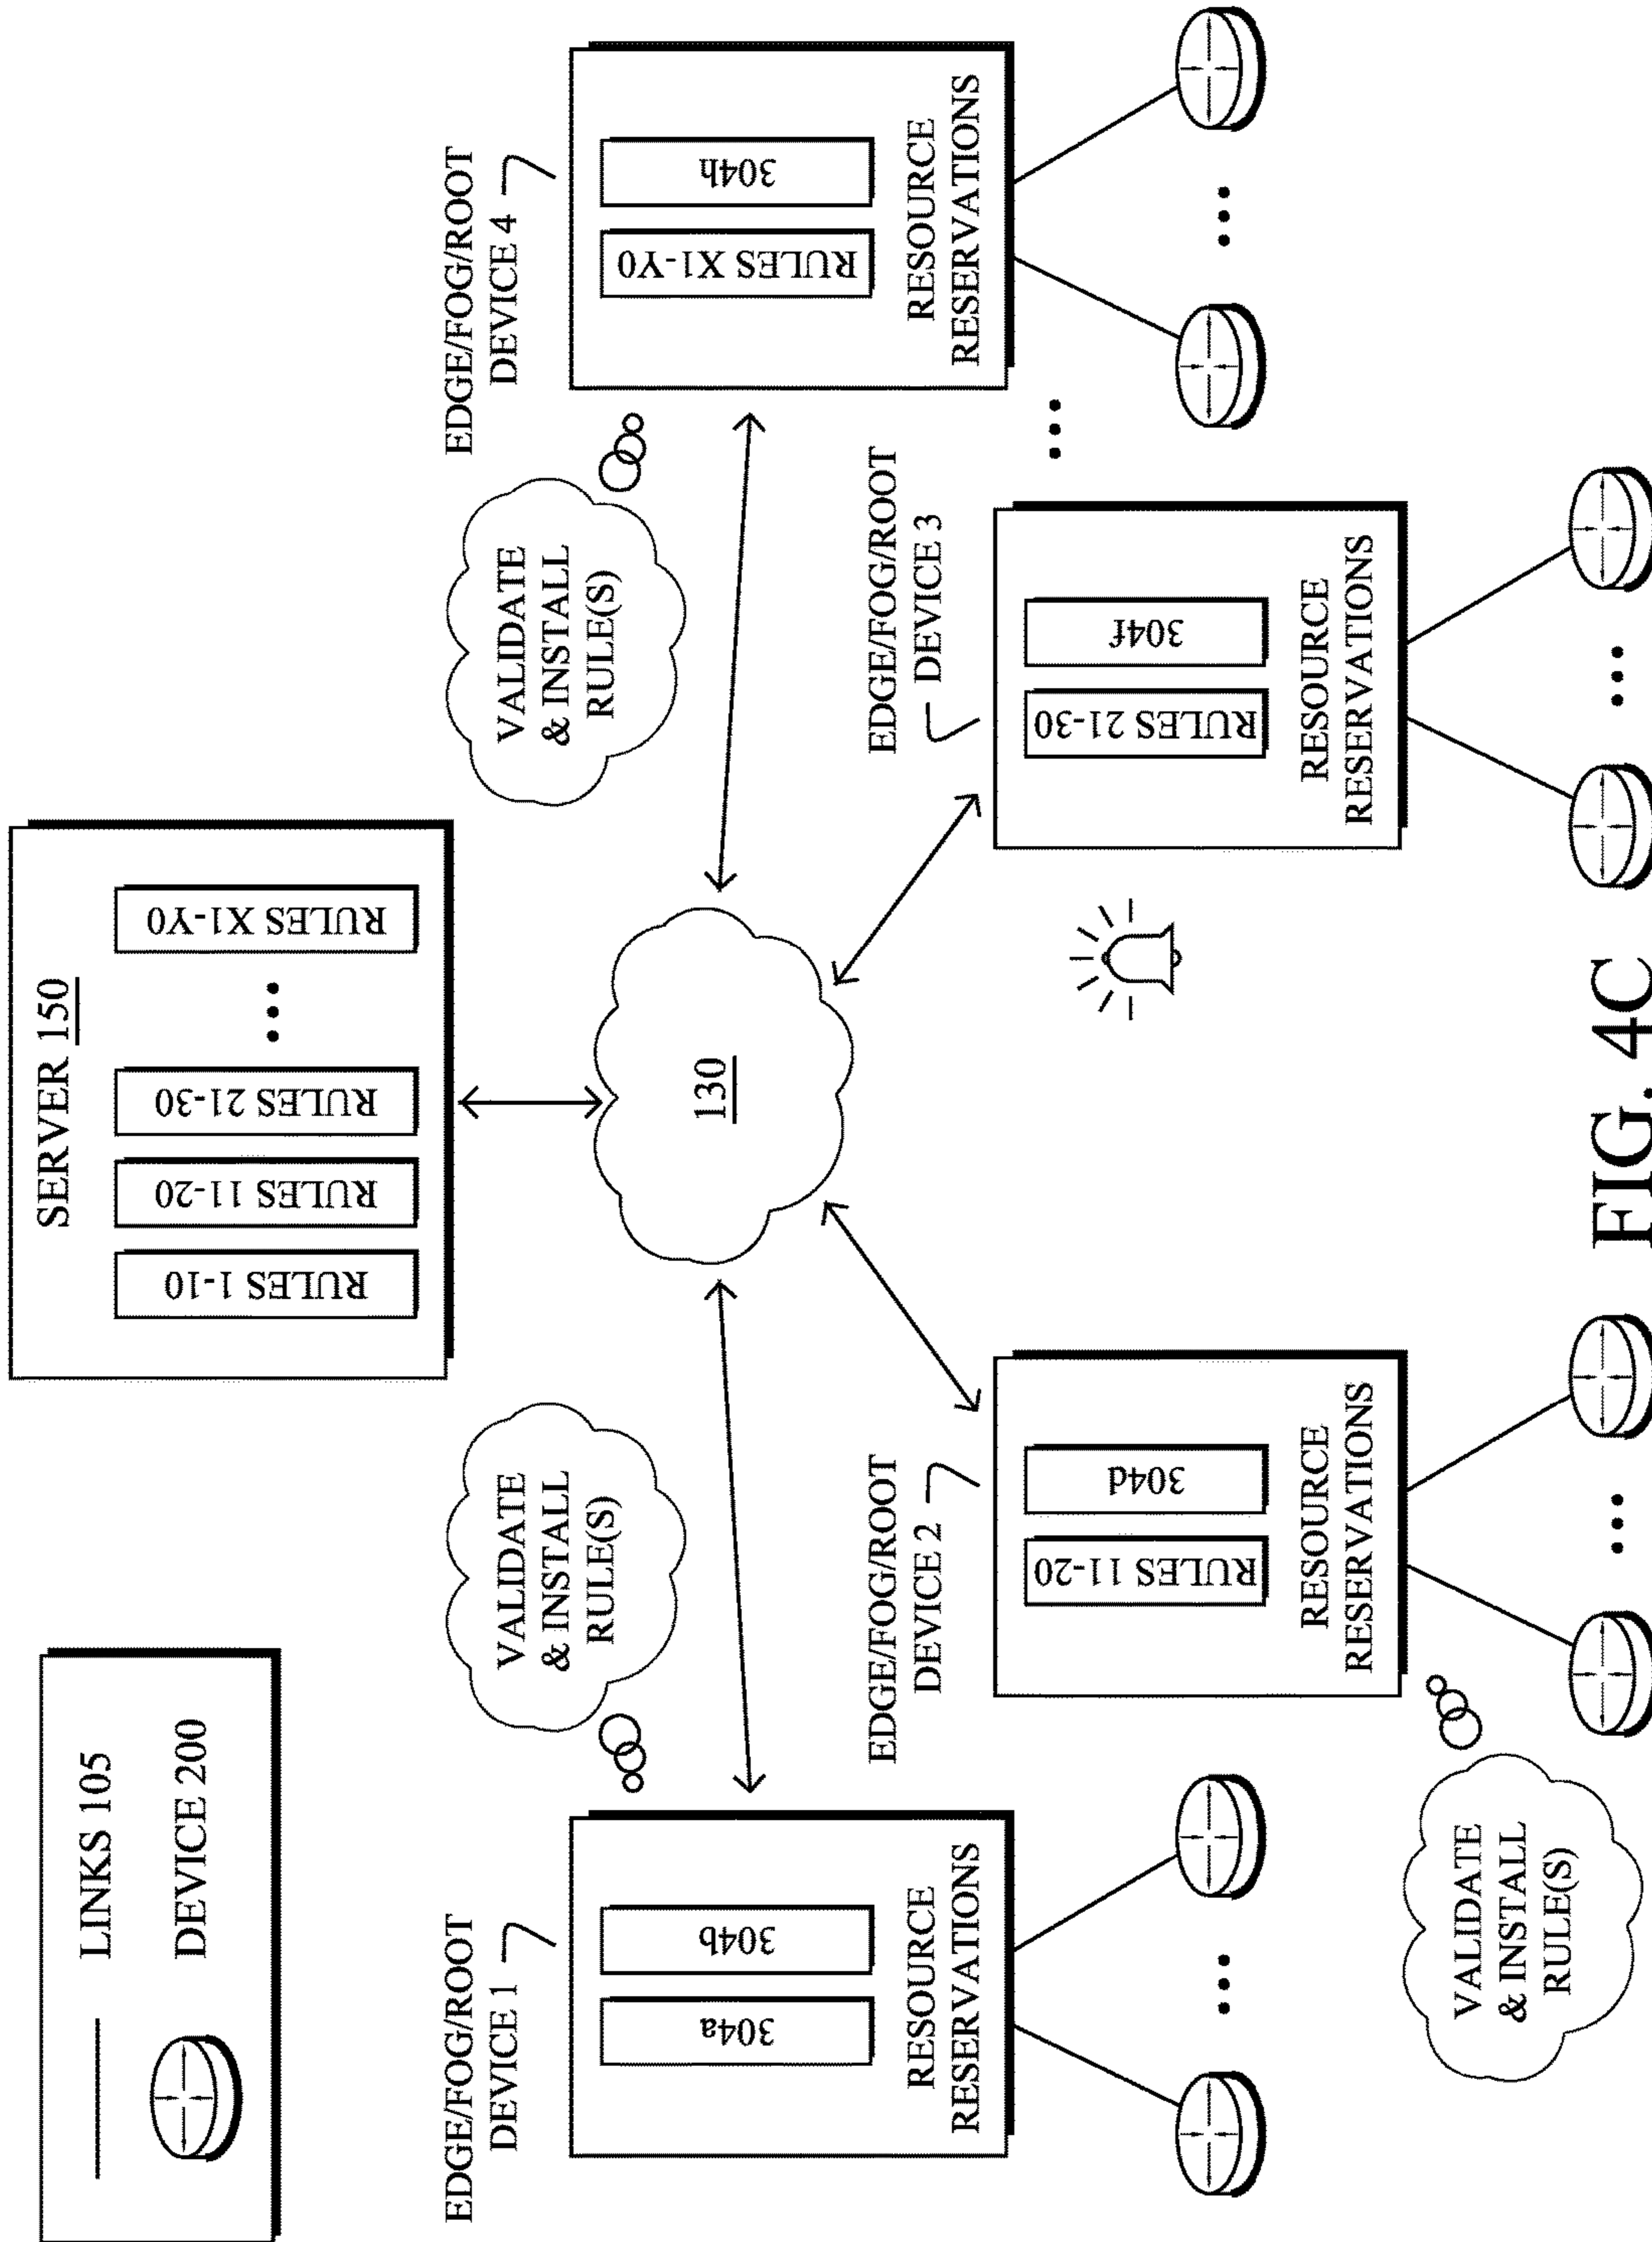 LINKS 105
DEVICE 200
SERVER 150
RULES 1-10
RULES 11-20
RULES 21-30
RULES X1-Y0
EDGE/FOG/ROOT
DEVICE 1
304a
304b
RESOURCE
RESERVATIONS
VALIDATE
& INSTALL
RULE(S)
130
VALIDATE
& INSTALL
RULE(S)
EDGE/FOG/ROOT
DEVICE 4
RULES X1-Y0
304h
RESOURCE
RESERVATIONS
EDGE/FOG/ROOT
DEVICE 2
RULES 11-20
304d
RESOURCE
RESERVATIONS
VALIDATE
& INSTALL
RULE(S)
EDGE/FOG/ROOT
DEVICE 3
RULES 21-30
304f
RESOURCE
RESERVATIONS
FIG. 4C